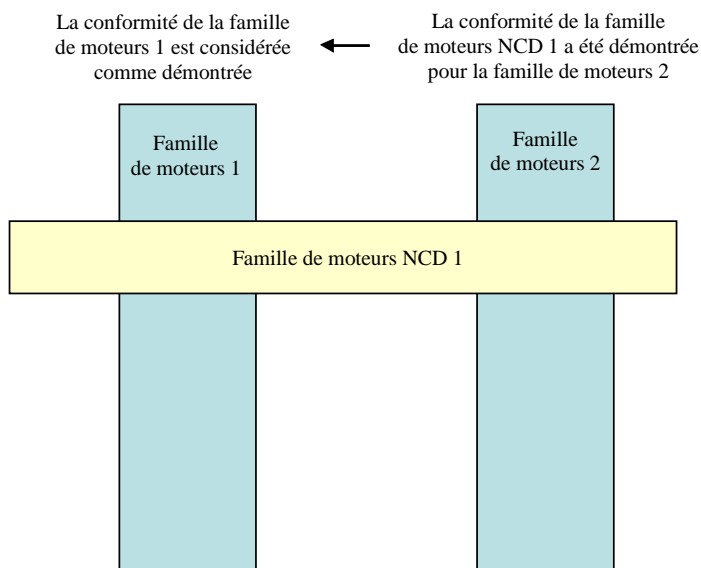 La conformité de la famille
de moteurs 1 est considérée
comme démontrée
La conformité de la famille
de moteurs NCD 1 a été démontrée
pour la famille de moteurs 2
Famille
de moteurs 1
Famille
de moteurs 2
Famille de moteurs NCD 1